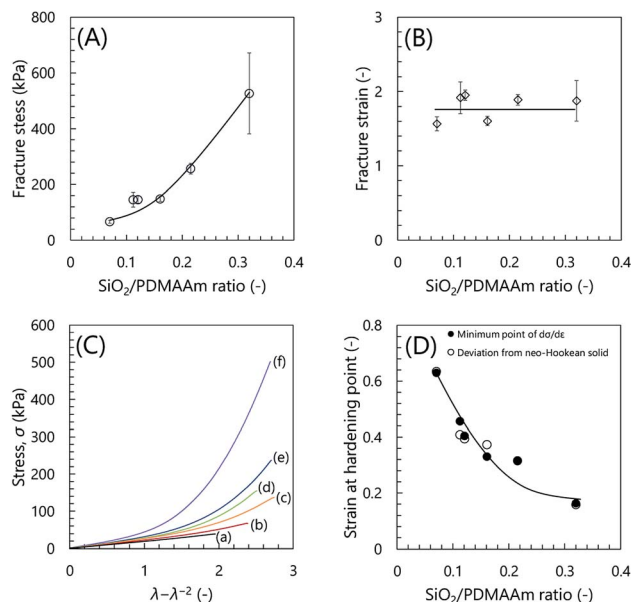 (A)
800
600
400
200
0
0 0.1 0.2 0.3 0.4
Fracture stess (kPa)
SiO2/PDMAAm ratio (-)
(B)
3
2
1
0
0 0.1 0.2 0.3 0.4
Fracture strain (-)
SiO2/PDMAAm ratio (-)
(C)
600
500
400
300
200
100
0
0 1 2 3
Stress, σ (kPa)
λ−λ−2 (-)
(f)
(e)
(d)
(c)
(b)
(a)
(D)
Minimum point of dσ/dε
Deviation from neo-Hookean solid
0.8
0.6
0.4
0.2
0
0 0.1 0.2 0.3 0.4
Strain at hardening point (-)
SiO2/PDMAAm ratio (-)